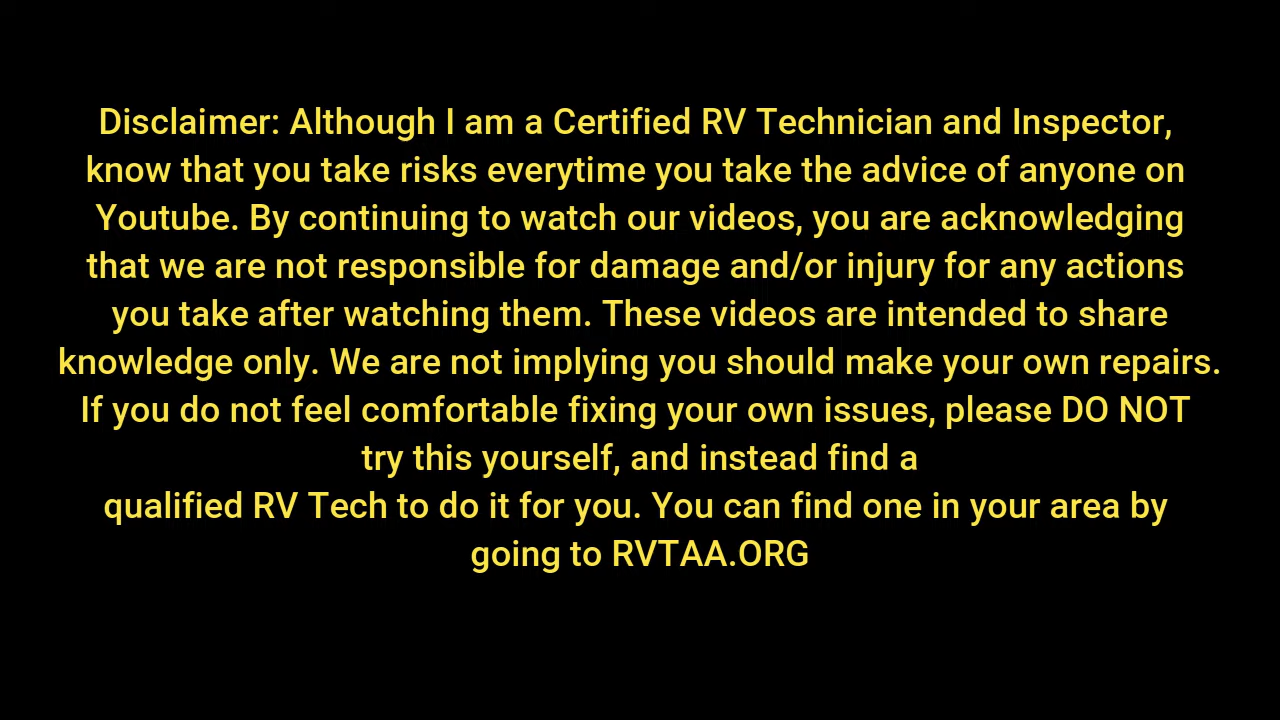 Disclaimer: Although I am a Certified RV Technician and Inspector,
know that you take risks everytime you take the advice of anyone on
Youtube. By continuing to watch our videos, you are acknowledging
that we are not responsible for damage and/or injury for any actions
you take after watching them. These videos are intended to share
knowledge only. We are not implying you should make your own repairs.
If you do not feel comfortable fixing your own issues, please DO NOT
try this yourself, and instead find a
qualified RV Tech to do it for you. You can find one in your area by
going to RVTAA.ORG